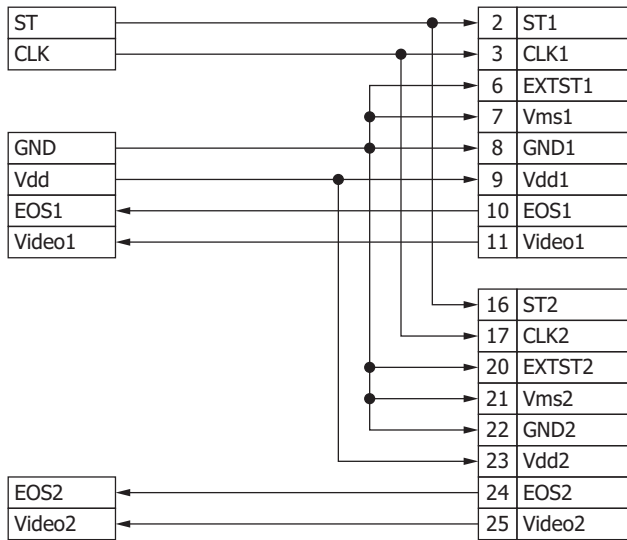 ST 2 ST1
CLK 3 CLK1
6 EXTST1
7 Vms1
GND 8 GND1
Vdd 9 Vdd1
EOS1 10 EOS1
Video1 11 Video1
16 ST2
17 CLK2
20 EXTST2
21 Vms2
22 GND2
23 Vdd2
EOS2 24 EOS2
Video2 25 Video2